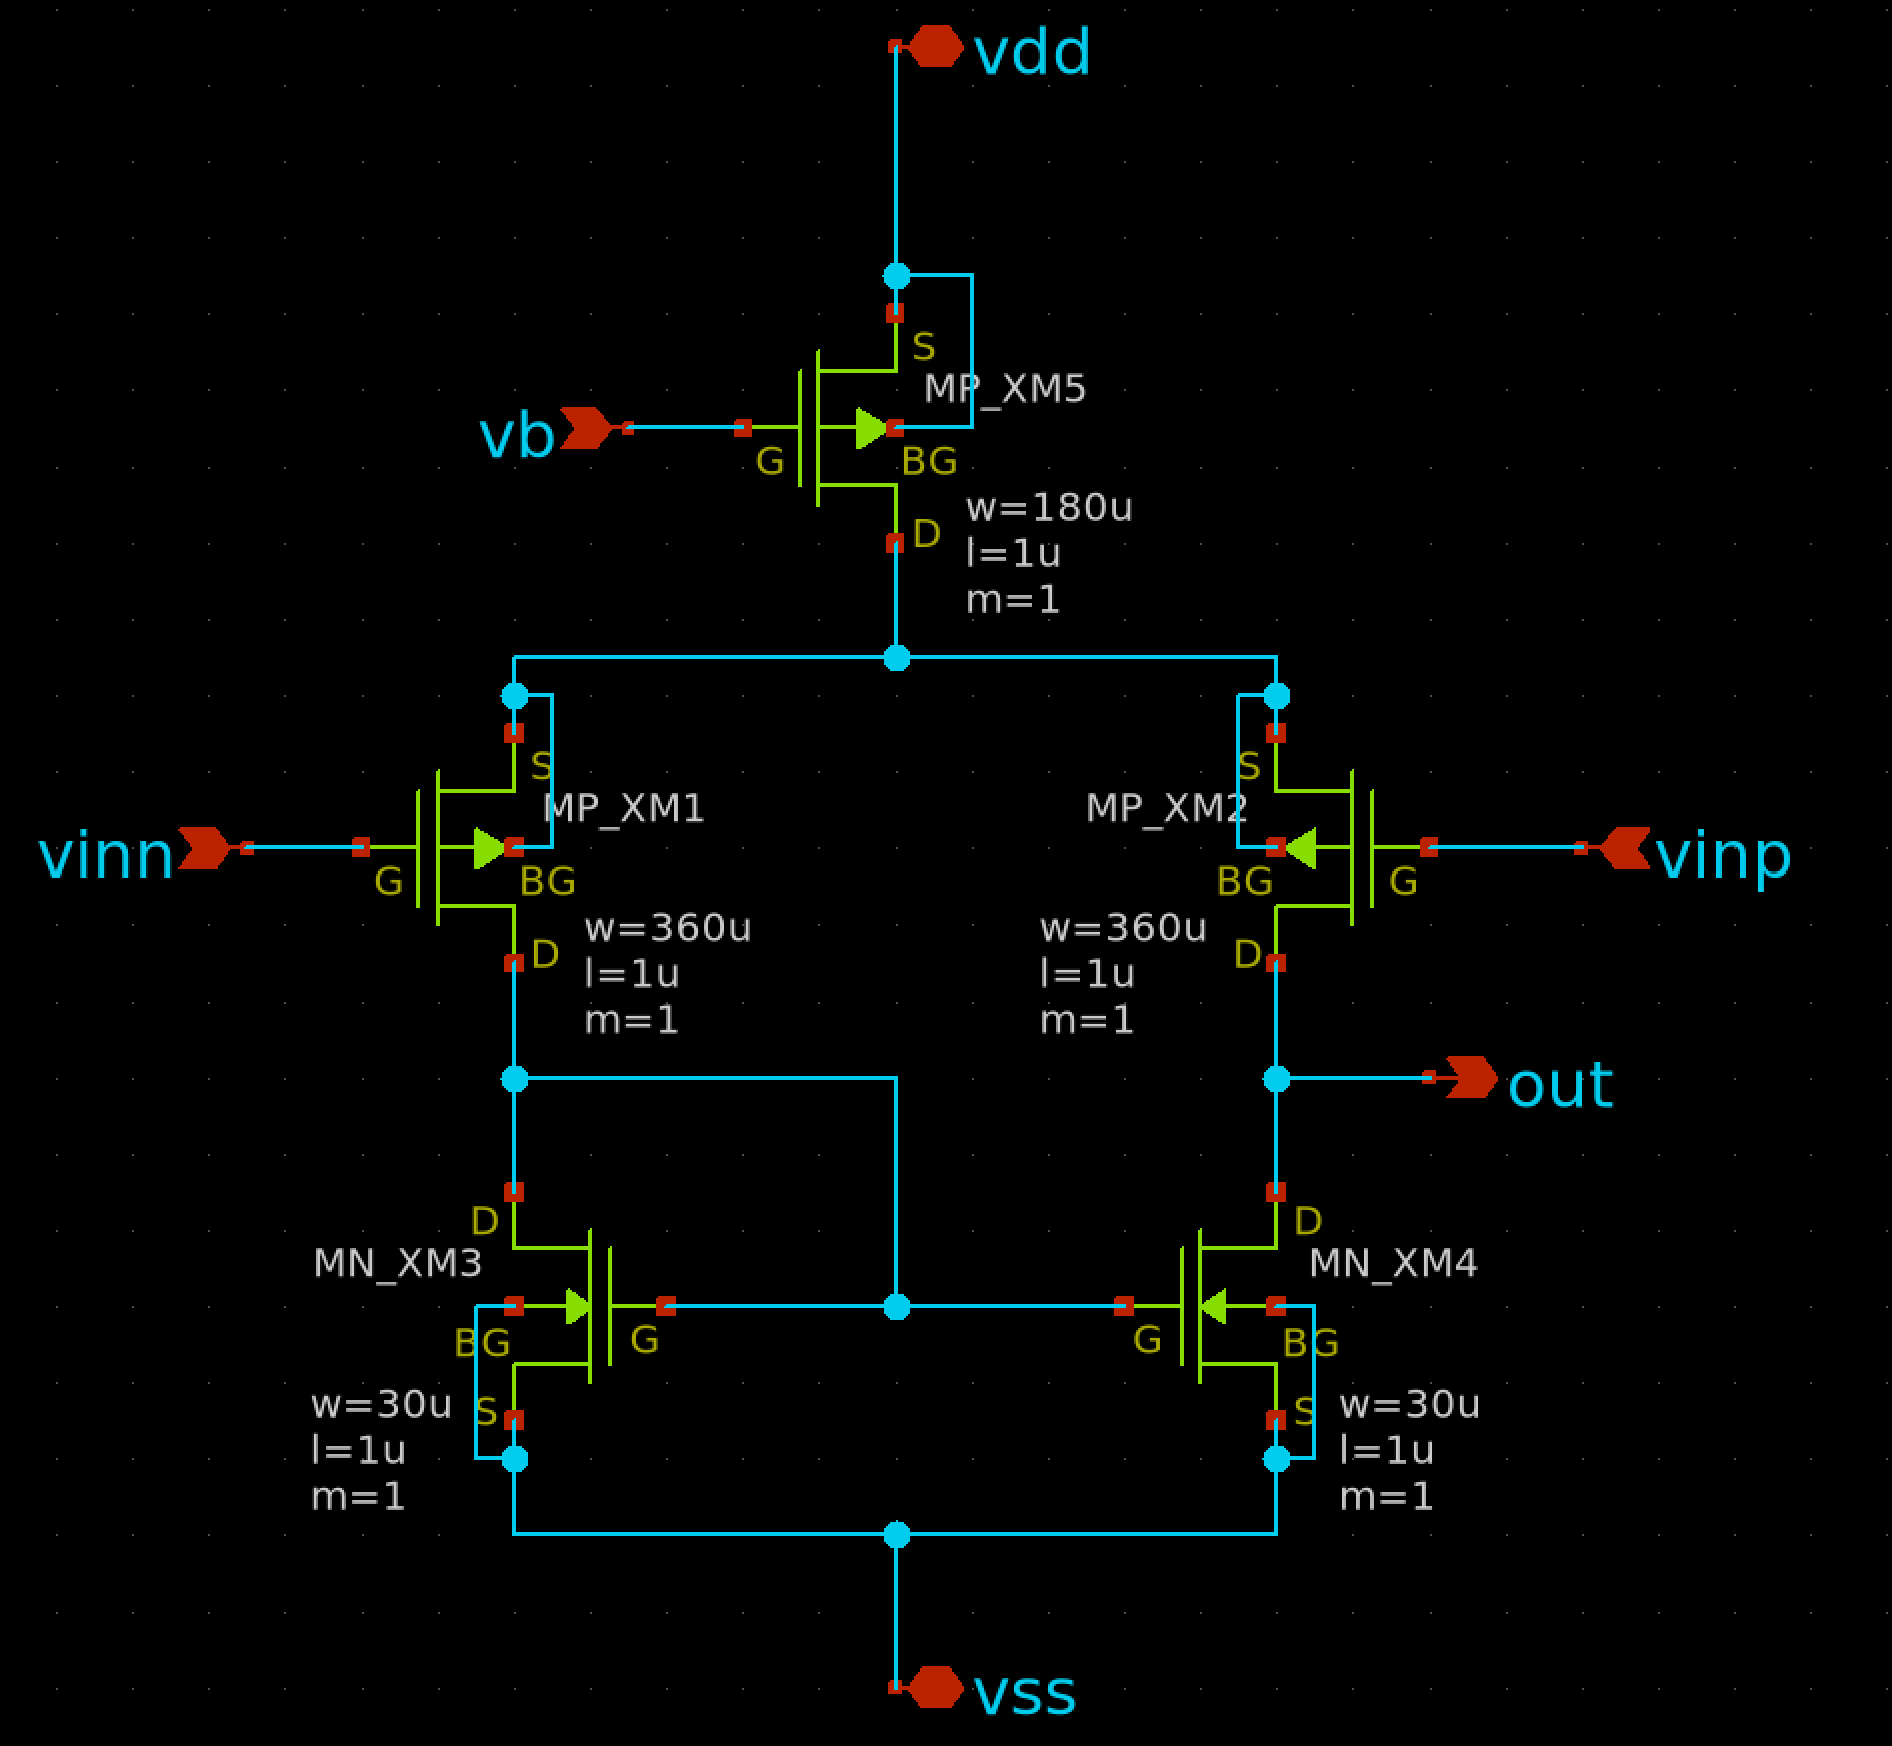 vdd
S
MP_XM5
vb
G
BG
w=180u
D
l=1u
m=1
S
MP_XM1
vinn
G
BG
w=360u
D
l=1u
m=1
S
MP_XM2
vinp
BG
G
w=360u
D
l=1u
m=1
out
D
MN_XM3
BG
G
w=30u
S
l=1u
m=1
D
MN_XM4
G
BG
S
w=30u
l=1u
m=1
vss